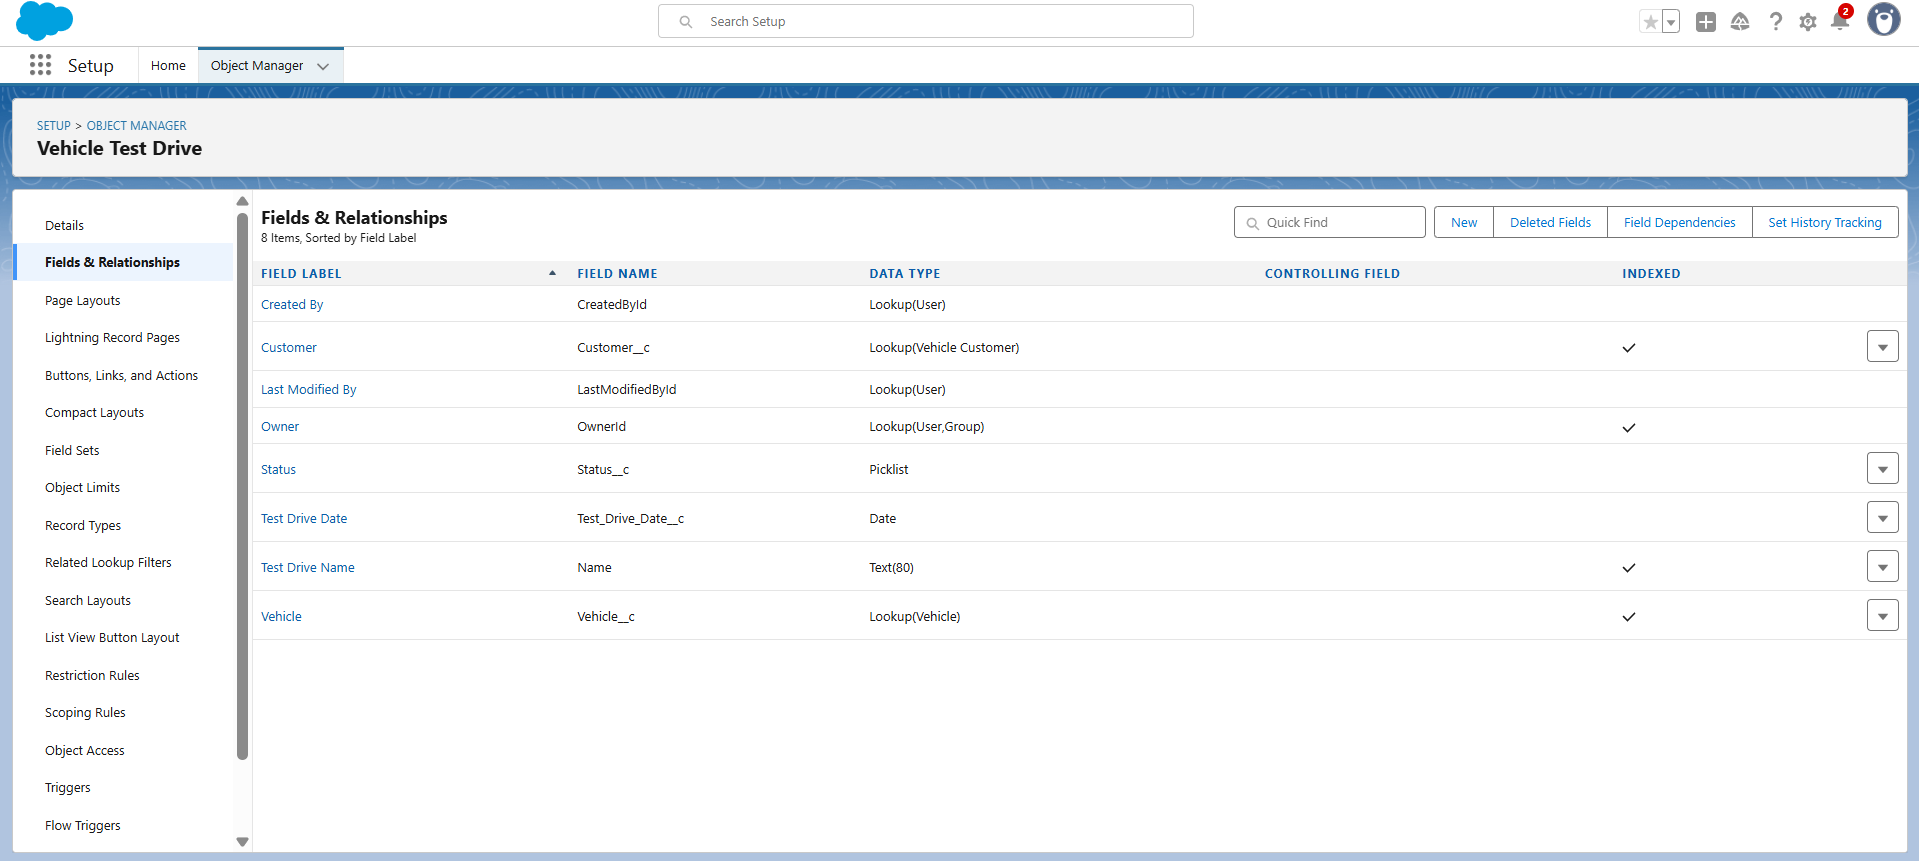 Search Setup
2
Setup
Home
Object Manager
SETUP > OBJECT MANAGER
Vehicle Test Drive
Details
Fields & Relationships
Page Layouts
Lightning Record Pages
Buttons, Links, and Actions
Compact Layouts
Field Sets
Object Limits
Record Types
Related Lookup Filters
Search Layouts
List View Button Layout
Restriction Rules
Scoping Rules
Object Access
Triggers
Flow Triggers
Fields & Relationships
8 Items, Sorted by Field Label
Quick Find
New Deleted Fields Field Dependencies Set History Tracking
FIELD LABEL FIELD NAME DATA TYPE CONTROLLING FIELD INDEXED
Created By CreatedById Lookup(User)
Customer Customer__c Lookup(Vehicle Customer)
Last Modified By LastModifiedById Lookup(User)
Owner OwnerId Lookup(User,Group)
Status Status__c Picklist
Test Drive Date Test_Drive_Date__c Date
Test Drive Name Name Text(80)
Vehicle Vehicle__c Lookup(Vehicle)